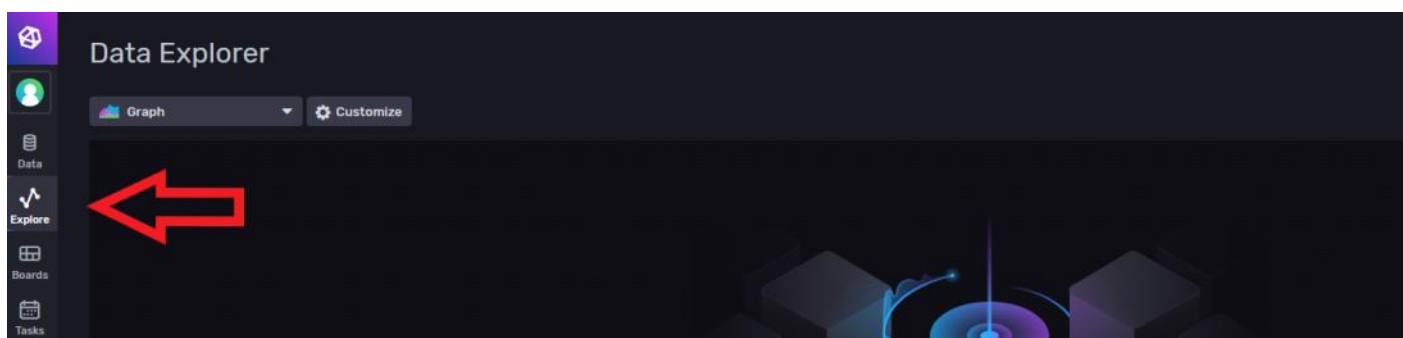 Data Explorer
Graph
Customize
Data
Explore
Boards
Tasks